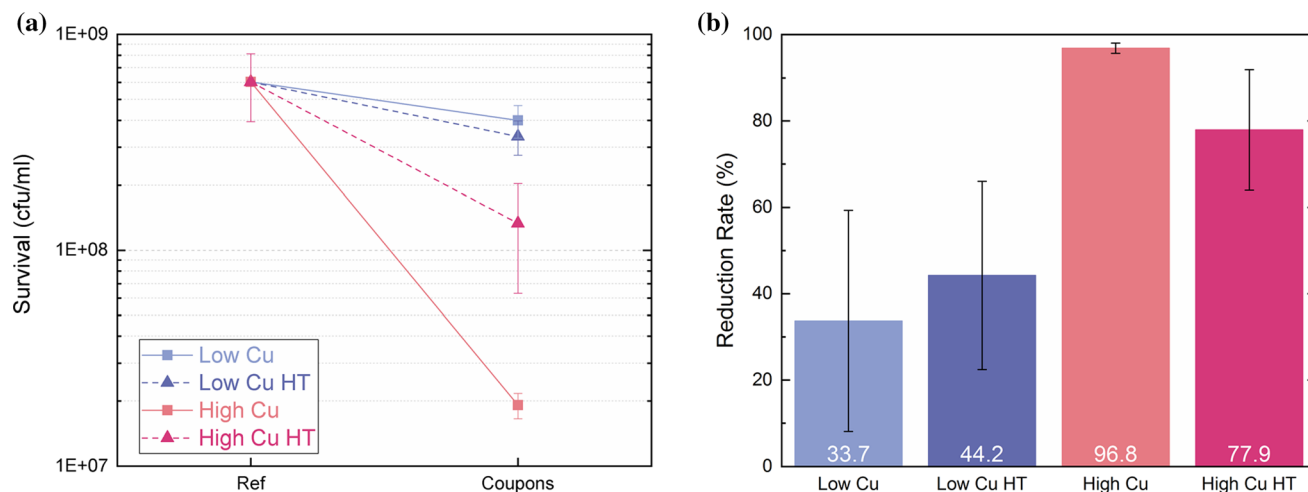 (a)
1E+09
1E+08
1E+07
Survival (cfu/ml)
Low Cu
Low Cu HT
High Cu
High Cu HT
Ref
Coupons
(b)
100
80
60
40
20
0
Reduction Rate (%)
33.7
44.2
96.8
77.9
Low Cu
Low Cu HT
High Cu
High Cu HT